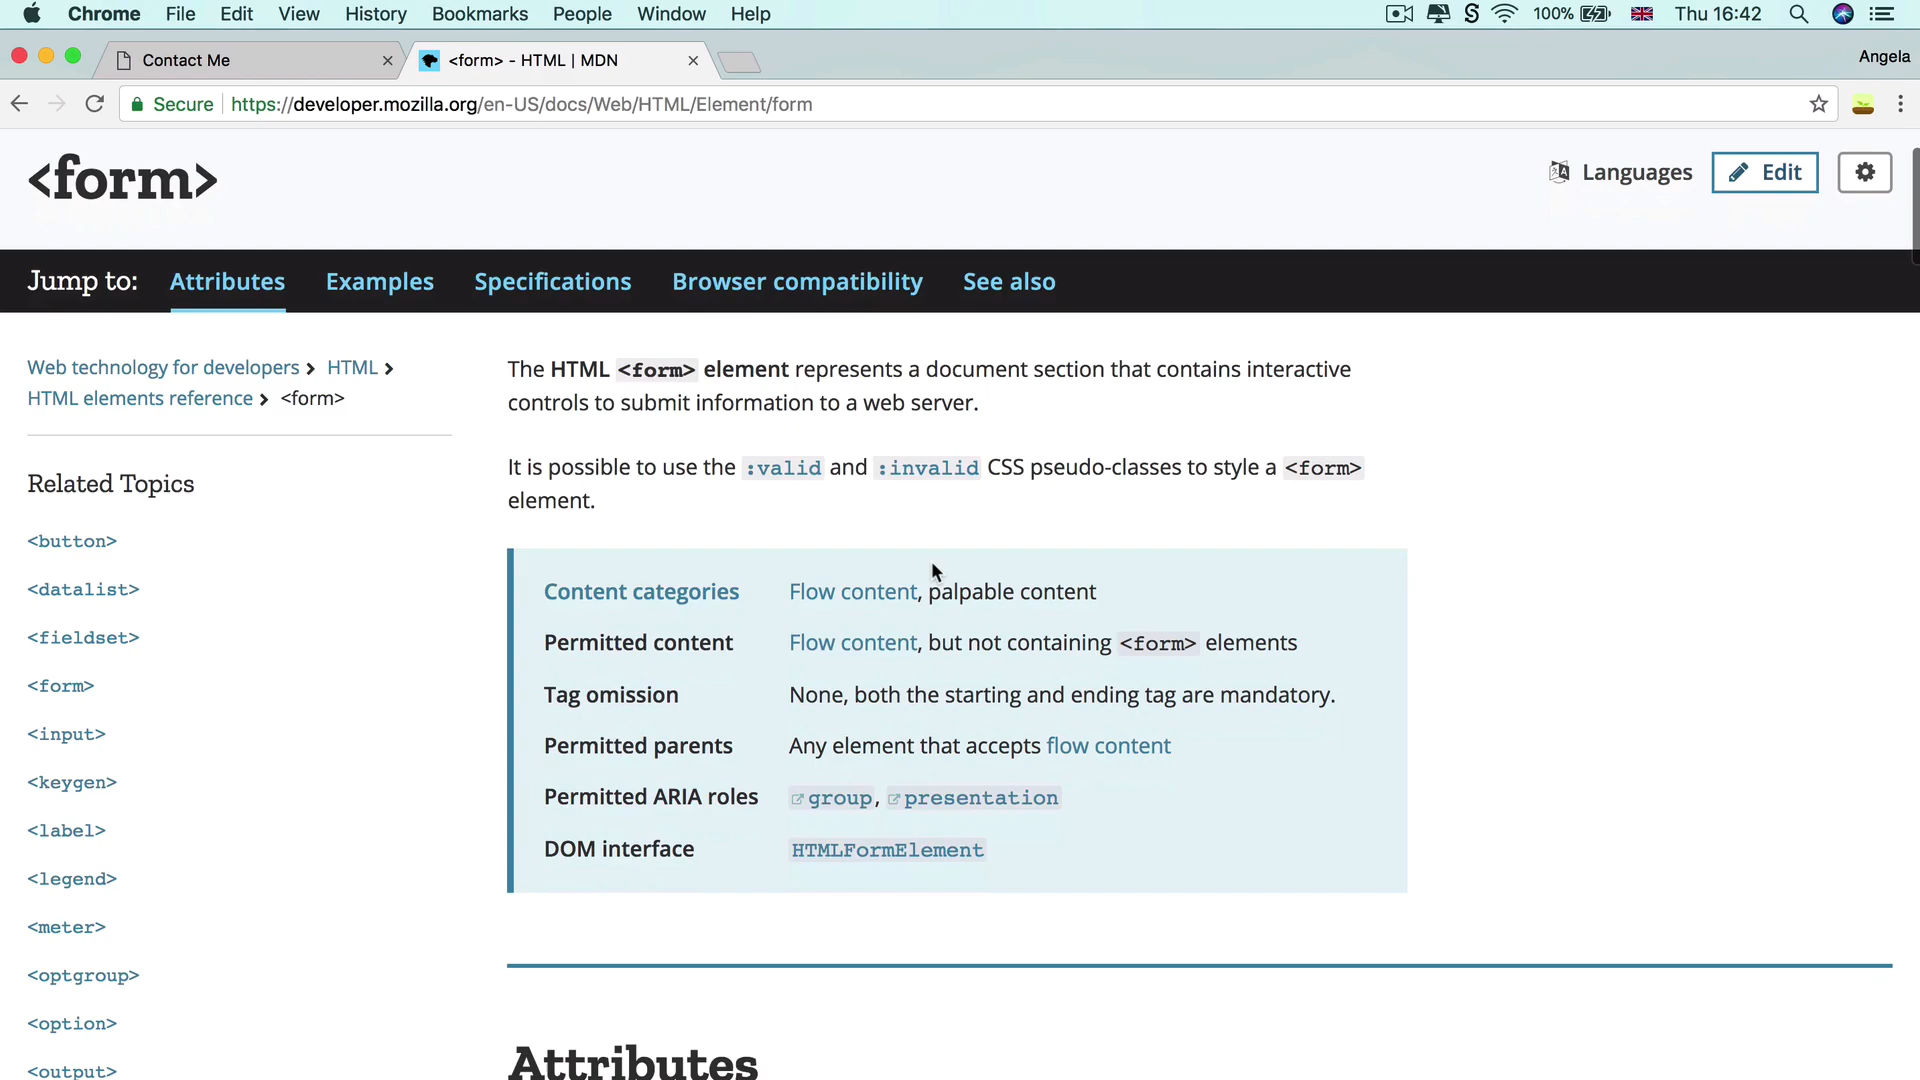 Chrome File Edit View History Bookmarks People Window Help 100% Thu 16:42
Contact Me <form> - HTML | MDN Angela
Secure https://developer.mozilla.org/en-US/docs/Web/HTML/Element/form
<form>
Languages Edit
Jump to: Attributes Examples Specifications Browser compatibility See also
Web technology for developers > HTML >
HTML elements reference > <form>
Related Topics
<button>
<datalist>
<fieldset>
<form>
<input>
<keygen>
<label>
<legend>
<meter>
<optgroup>
<option>
<output>
The HTML <form> element represents a document section that contains interactive
controls to submit information to a web server.
It is possible to use the :valid and :invalid CSS pseudo-classes to style a <form>
element.
Content categories Flow content, palpable content
Permitted content Flow content, but not containing <form> elements
Tag omission None, both the starting and ending tag are mandatory.
Permitted parents Any element that accepts flow content
Permitted ARIA roles group, presentation
DOM interface HTMLFormElement
Attributes